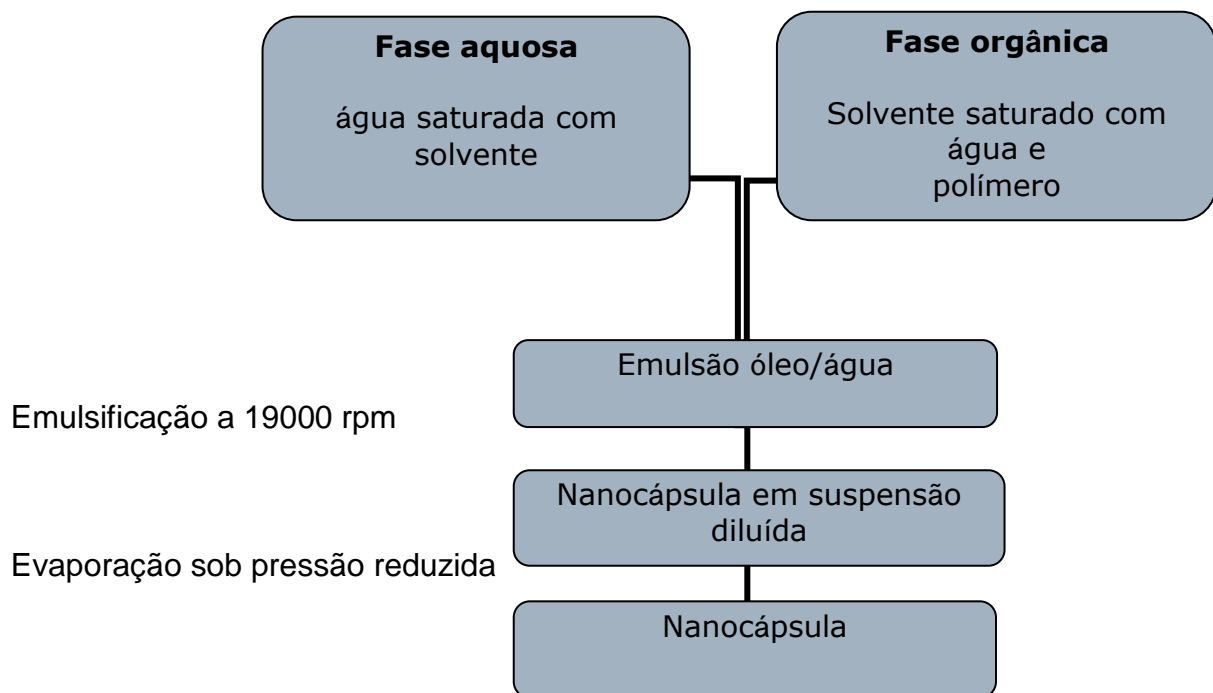 Fase aquosa
água saturada com
solvente
Fase orgânica
Solvente saturado com
água e
polímero
Emulsão óleo/água
Emulsificação a 19000 rpm
Nanocápsula em suspensão
diluída
Evaporação sob pressão reduzida
Nanocápsula